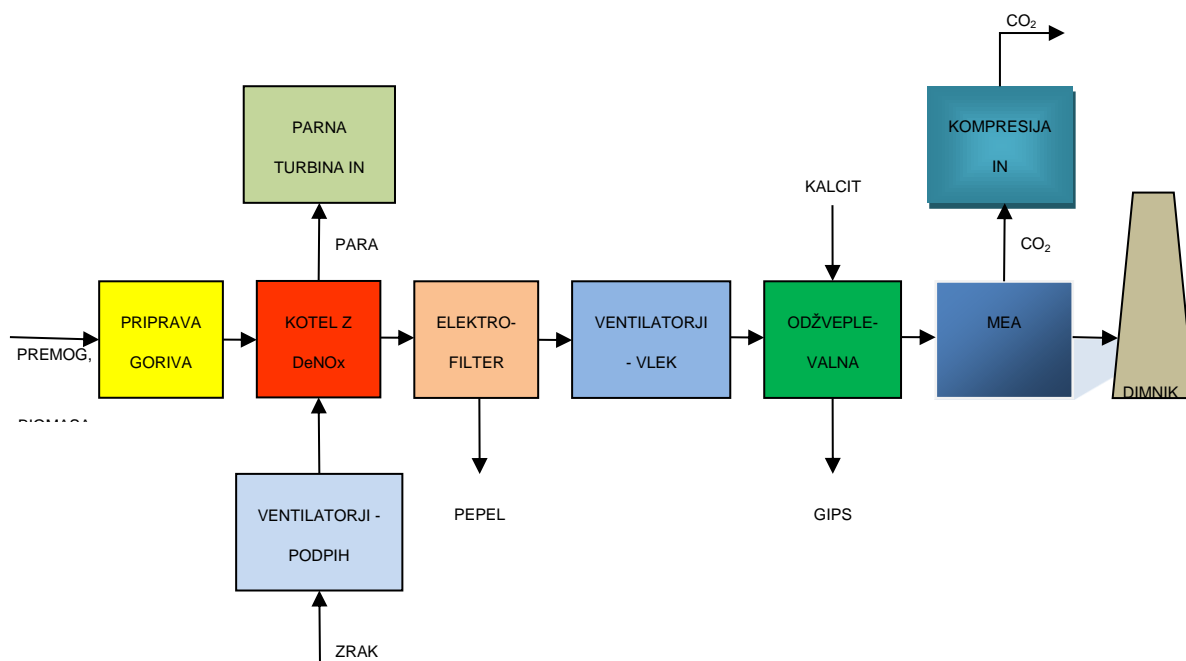 CO₂
PARNA
TURBINA IN
KOMPRESIJA
IN
KALCIT
PARA
CO₂
PREMOG,
PRIPRAVA
GORIVA
KOTEL Z
DeNOx
ELEKTRO-
FILTER
VENTILATORJI
- VLEK
ODŽVEPLE-
VALNA
MEA
DIMNIK
VENTILATORJI -
PODPIH
PEPEL
GIPS
ZRAK